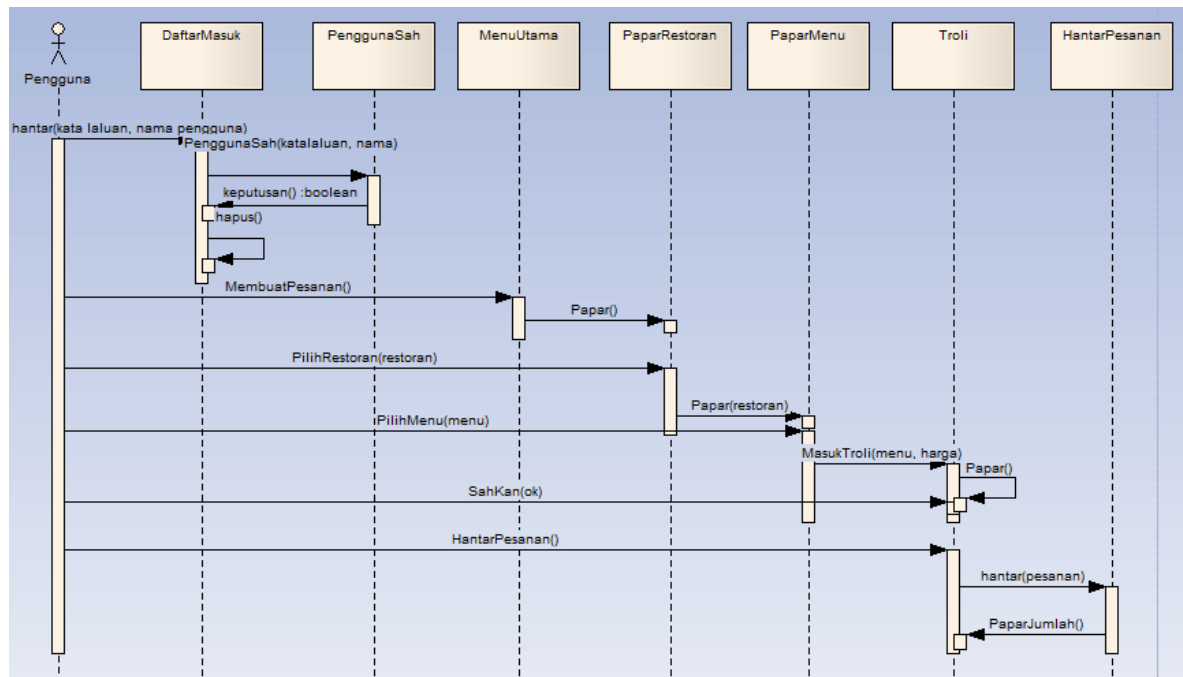 DaftarMasuk
PenggunaSah
MenuUtama
PaparRestoran
PaparMenu
Troli
HantarPesanan
Pengguna
hantar(kata laluan, nama pengguna)
PenggunaSah(katalaluan, nama)
keputusan() :boolean
hapus()
MembuatPesanan()
Papar()
PilihRestoran(restoran)
Papar(restoran)
PilihMenu(menu)
MasukTroli(menu, harga)
Papar()
SahKan(ok)
HantarPesanan()
hantar(pesanan)
PaparJumlah()